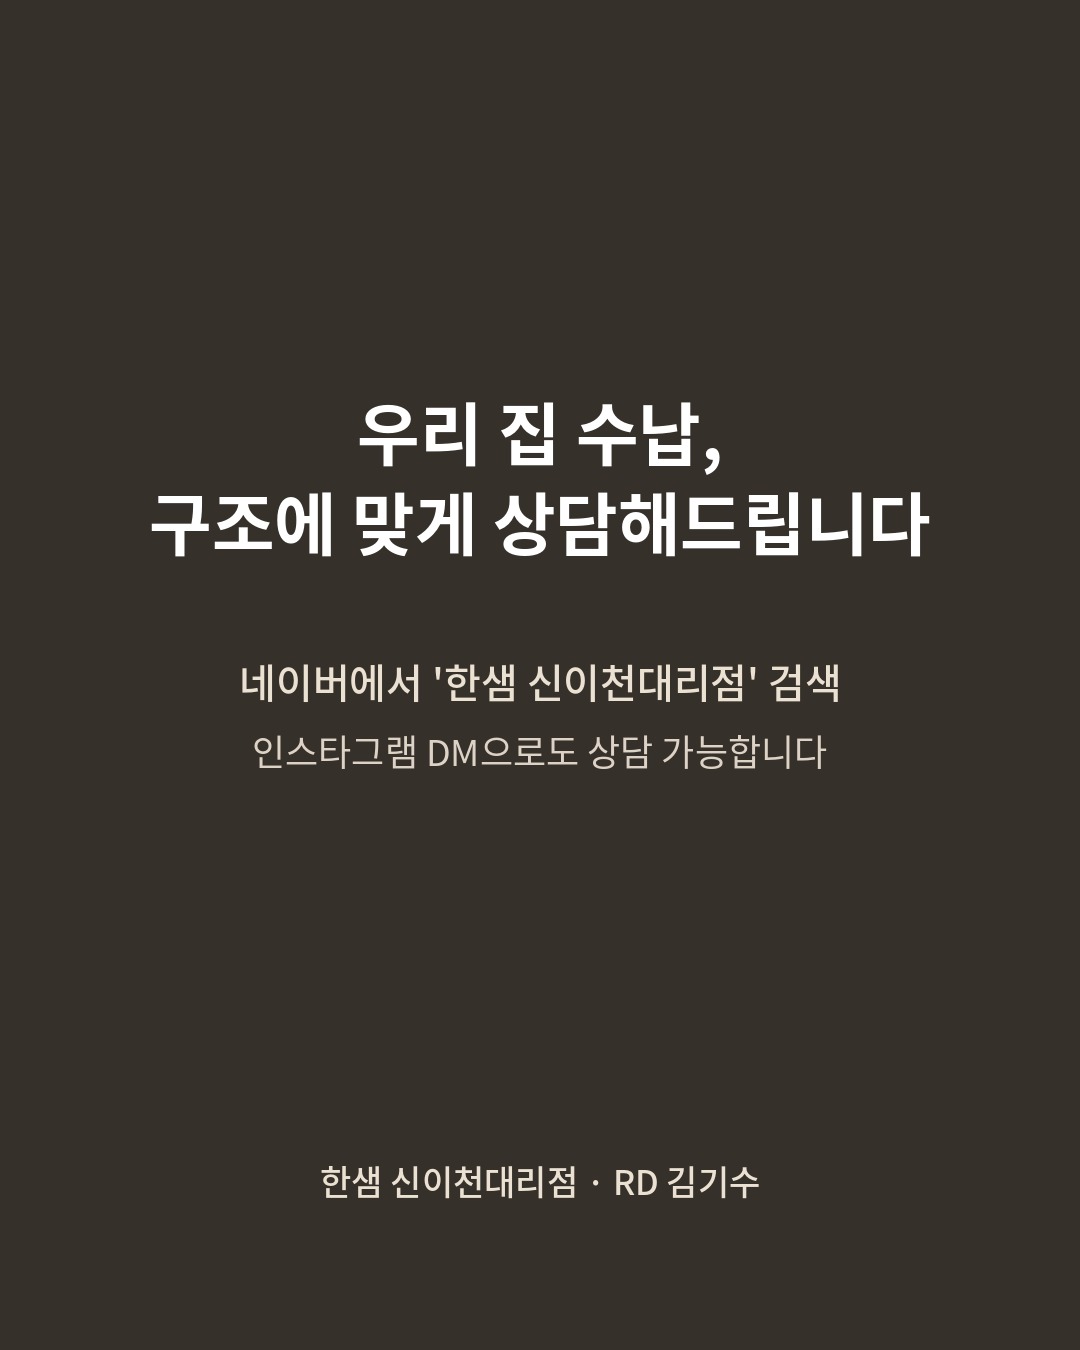 우리 집 수납,
구조에 맞게 상담해드립니다
네이버에서 '한샘 신이천대리점' 검색
인스타그램 DM으로도 상담 가능합니다
한샘 신이천대리점 · RD 김기수